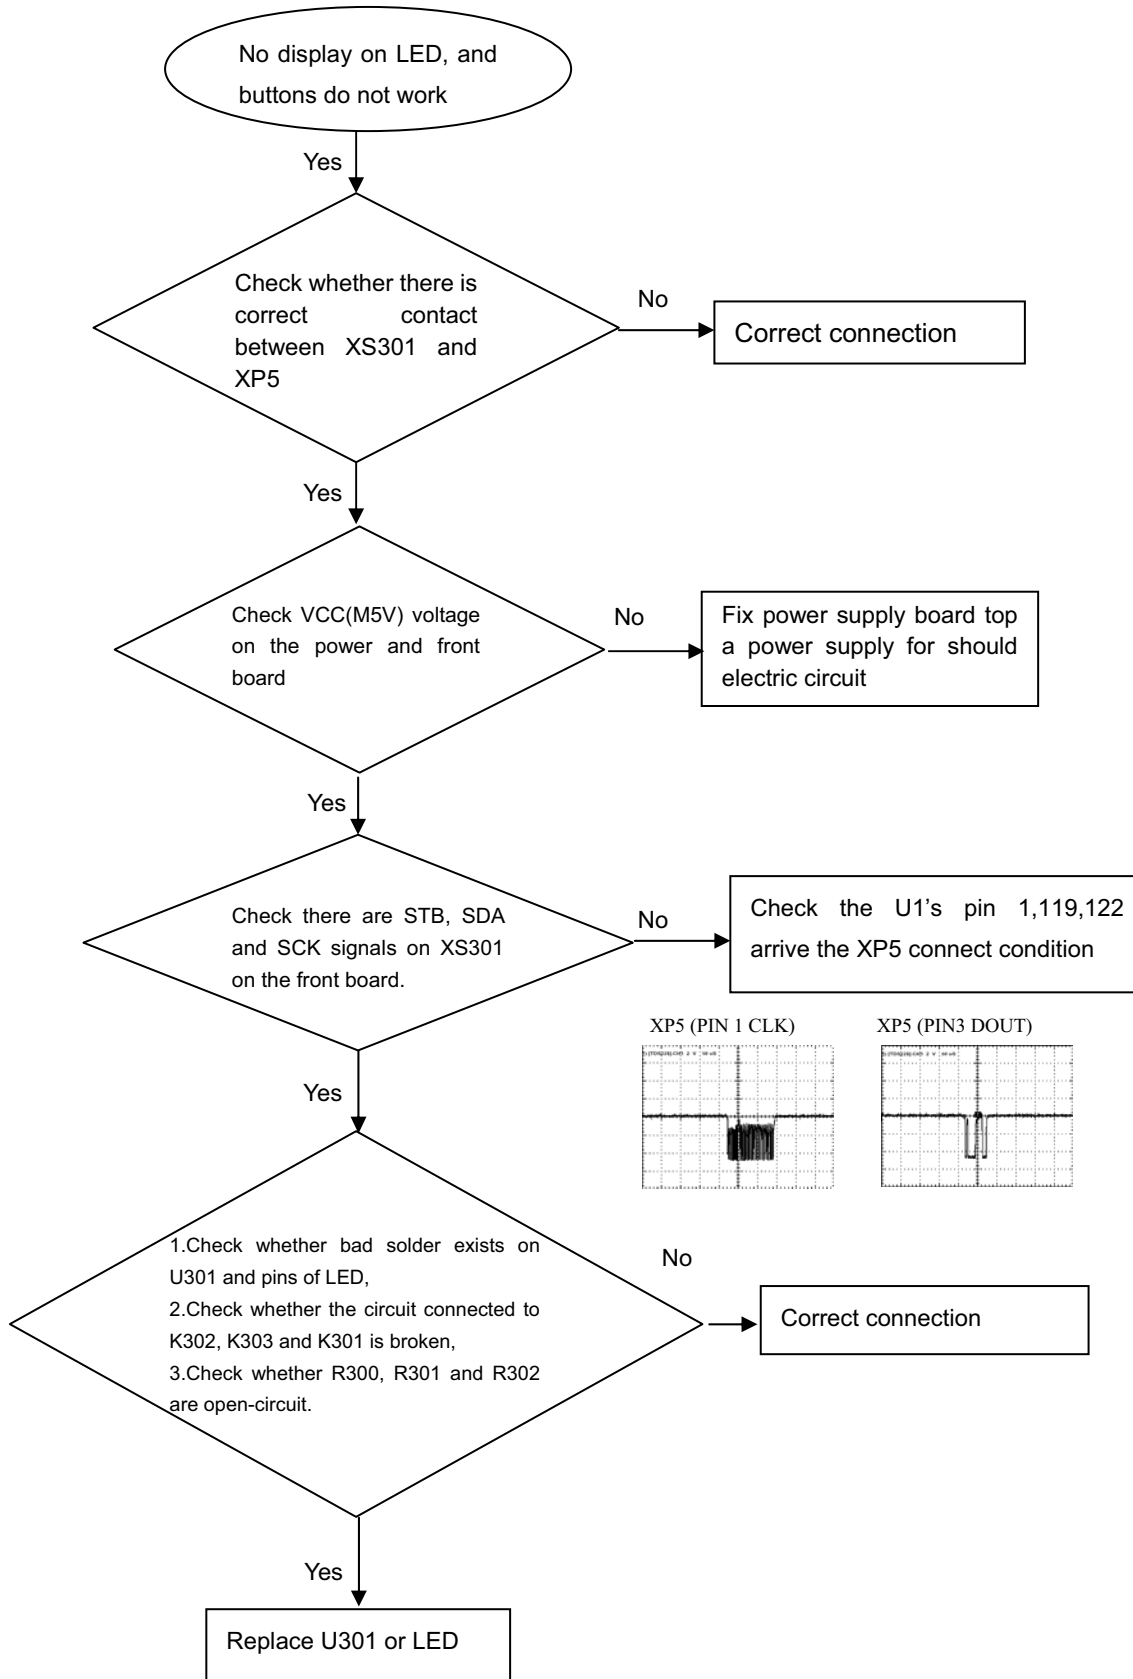 No display on LED, and
buttons do not work
Yes
Check whether there is
correct contact
between XS301 and
XP5
No
Correct connection
Yes
Check VCC(M5V) voltage
on the power and front
board
No
Fix power supply board top
a power supply for should
electric circuit
Yes
Check there are STB, SDA
and SCK signals on XS301
on the front board.
No
Check the U1's pin 1,119,122
arrive the XP5 connect condition
XP5 (PIN 1 CLK)
XP5 (PIN3 DOUT)
Yes
1.Check whether bad solder exists on
U301 and pins of LED,
2.Check whether the circuit connected to
K302, K303 and K301 is broken,
3.Check whether R300, R301 and R302
are open-circuit.
No
Correct connection
Yes
Replace U301 or LED